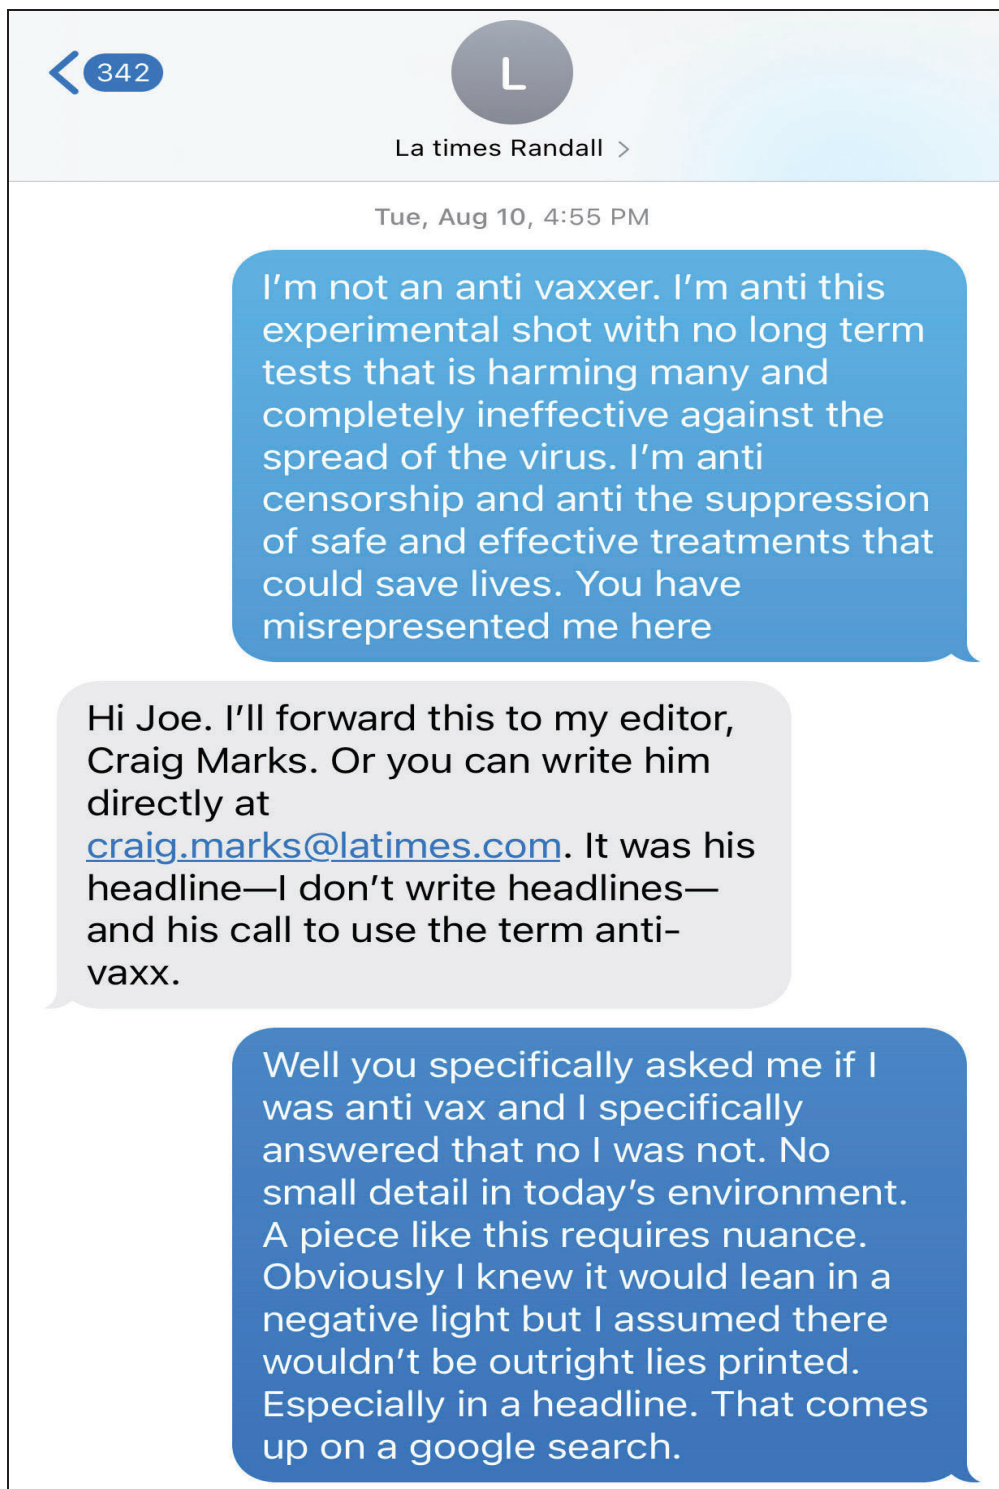 342
L
La times Randall >
Tue, Aug 10, 4:55 PM
I’m not an anti vaxxer. I’m anti this
experimental shot with no long term
tests that is harming many and
completely ineffective against the
spread of the virus. I’m anti
censorship and anti the suppression
of safe and effective treatments that
could save lives. You have
misrepresented me here
Hi Joe. I’ll forward this to my editor,
Craig Marks. Or you can write him
directly at
craig.marks@latimes.com. It was his
headline—I don’t write headlines—
and his call to use the term anti-
vaxx.
Well you specifically asked me if I
was anti vax and I specifically
answered that no I was not. No
small detail in today’s environment.
A piece like this requires nuance.
Obviously I knew it would lean in a
negative light but I assumed there
wouldn’t be outright lies printed.
Especially in a headline. That comes
up on a google search.